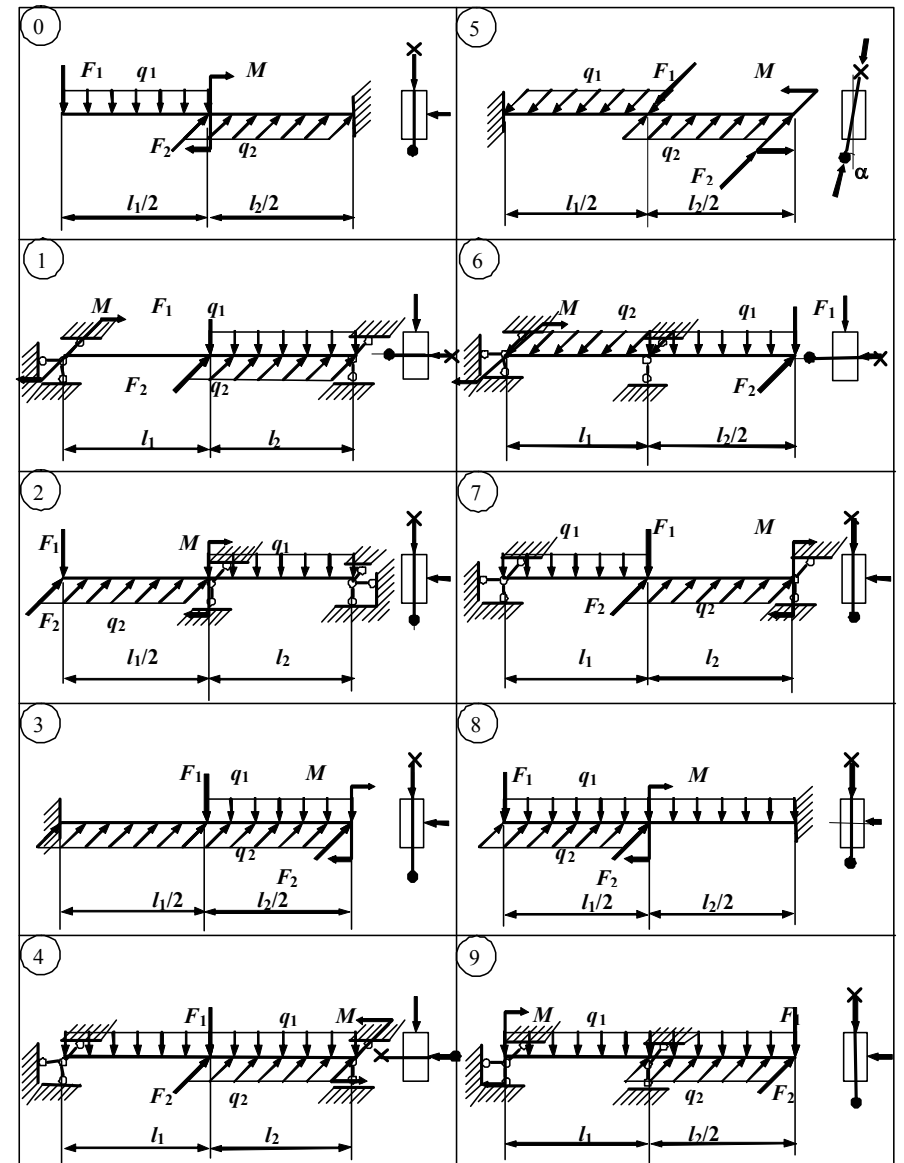 0
F1 q1 M
F2 q2
l1/2 l2/2
5
q1 F1 M
q2 F2 α
l1/2 l2/2
1
M F1 q1
F2 q2
l1 l2
6
M q2 q1 F1
F2
l1 l2/2
2
F1 M q1
F2 q2
l1/2 l2
7
q1 F1 M
F2 q2
l1 l2
3
F1 q1 M
q2
F2
l1/2 l2/2
8
F1 q1 M
q2 F2
l1/2 l2/2
4
F1 q1 M
F2 q2
l1 l2
9
M q1 F1
q2 F2
l1 l2/2